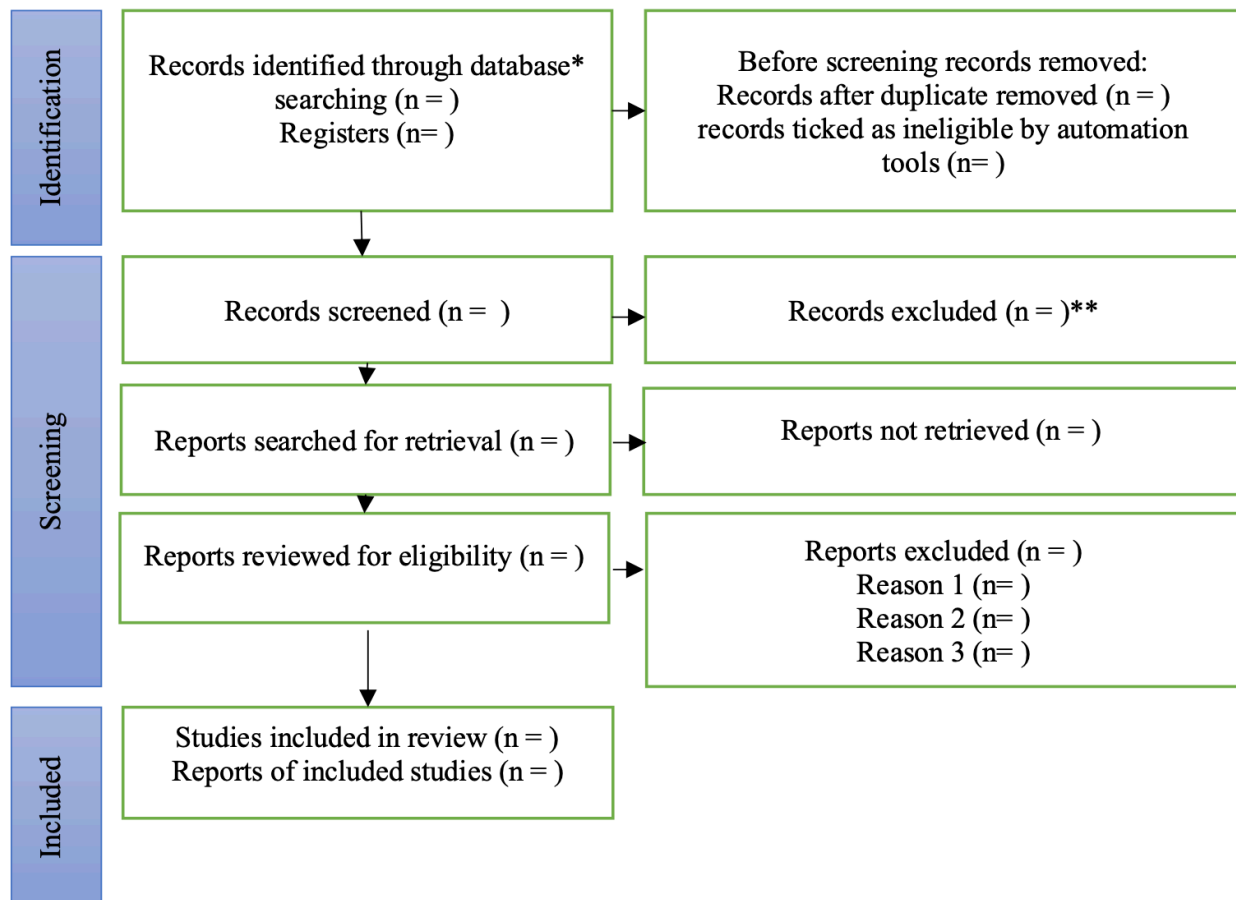 Identification
Records identified through database*
searching (n = )
Registers (n= )
Before screening records removed:
Records after duplicate removed (n = )
records ticked as ineligible by automation
tools (n= )
Screening
Records screened (n =  )
Records excluded (n = )**
Reports searched for retrieval (n = )
Reports not retrieved (n = )
Reports reviewed for eligibility (n = )
Reports excluded (n = )
Reason 1 (n= )
Reason 2 (n= )
Reason 3 (n= )
Included
Studies included in review (n = )
Reports of included studies (n = )